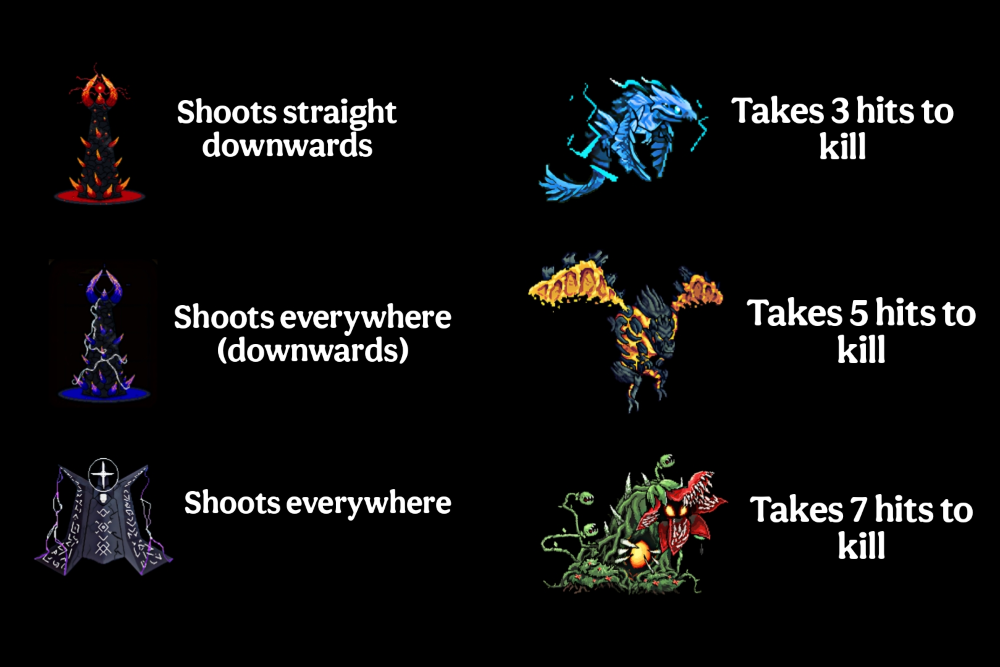 Shoots straight
downwards
Takes 3 hits to
kill
Shoots everywhere
(downwards)
Takes 5 hits to
kill
Shoots everywhere
Takes 7 hits to
kill